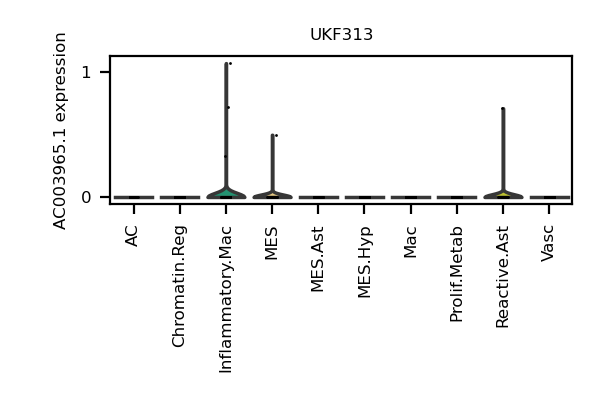 UKF313
AC003965.1 expression
1
0
AC
Chromatin.Reg
Inflammatory.Mac
MES
MES.Ast
MES.Hyp
Mac
Prolif.Metab
Reactive.Ast
Vasc